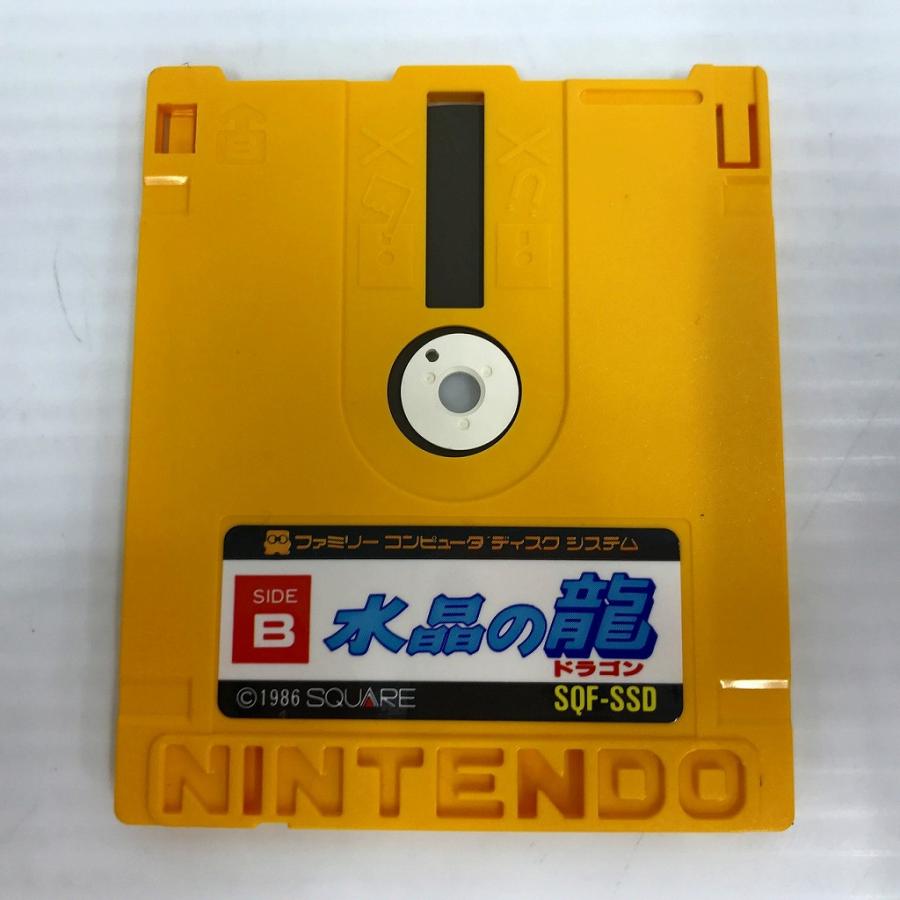 B
ファミリー コンピュータ ディスク システム
SIDE
B
水晶の龍
ドラゴン
©1986 SQUARE
SQF-SSD
NINTENDO